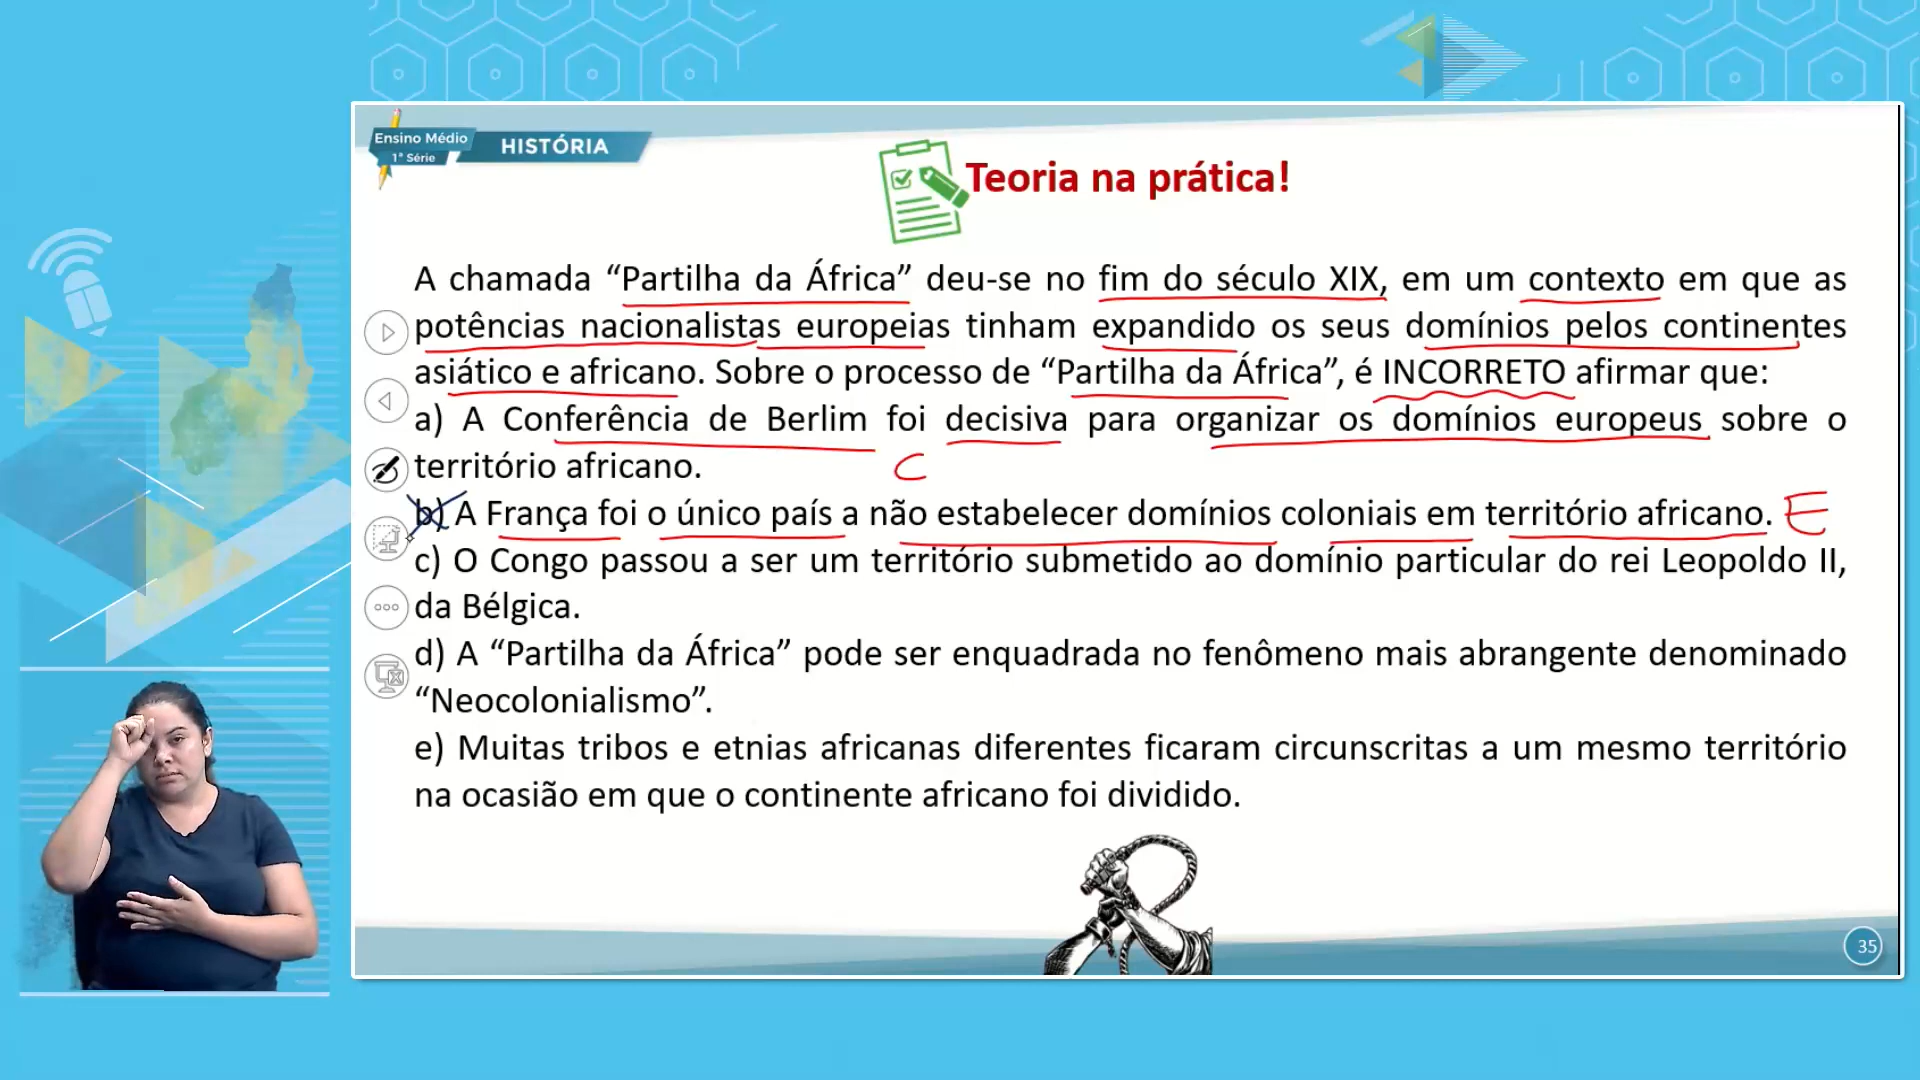 Ensino Médio
1ª Série
HISTÓRIA
Teoria na prática!
A chamada “Partilha da África” deu-se no fim do século XIX, em um contexto em que as
potências nacionalistas europeias tinham expandido os seus domínios pelos continentes
asiático e africano. Sobre o processo de “Partilha da África”, é INCORRETO afirmar que:
a) A Conferência de Berlim foi decisiva para organizar os domínios europeus sobre o
território africano. C
b) A França foi o único país a não estabelecer domínios coloniais em território africano. E
c) O Congo passou a ser um território submetido ao domínio particular do rei Leopoldo II,
da Bélgica.
d) A “Partilha da África” pode ser enquadrada no fenômeno mais abrangente denominado
“Neocolonialismo”.
e) Muitas tribos e etnias africanas diferentes ficaram circunscritas a um mesmo território
na ocasião em que o continente africano foi dividido.
35